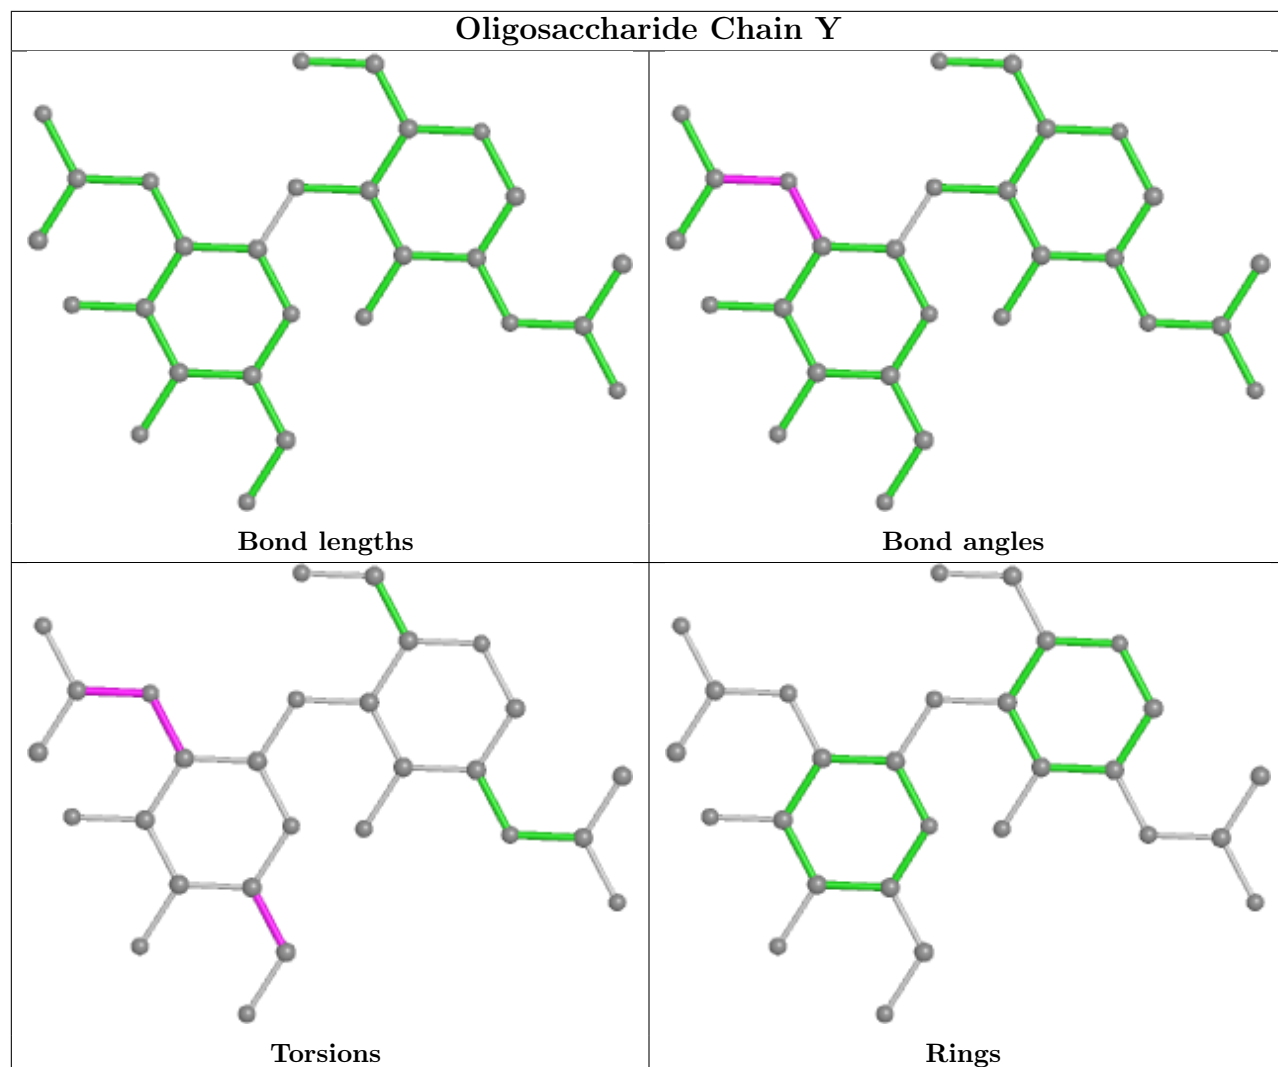 Oligosaccharide Chain Y
Bond lengths
Bond angles
Torsions
Rings